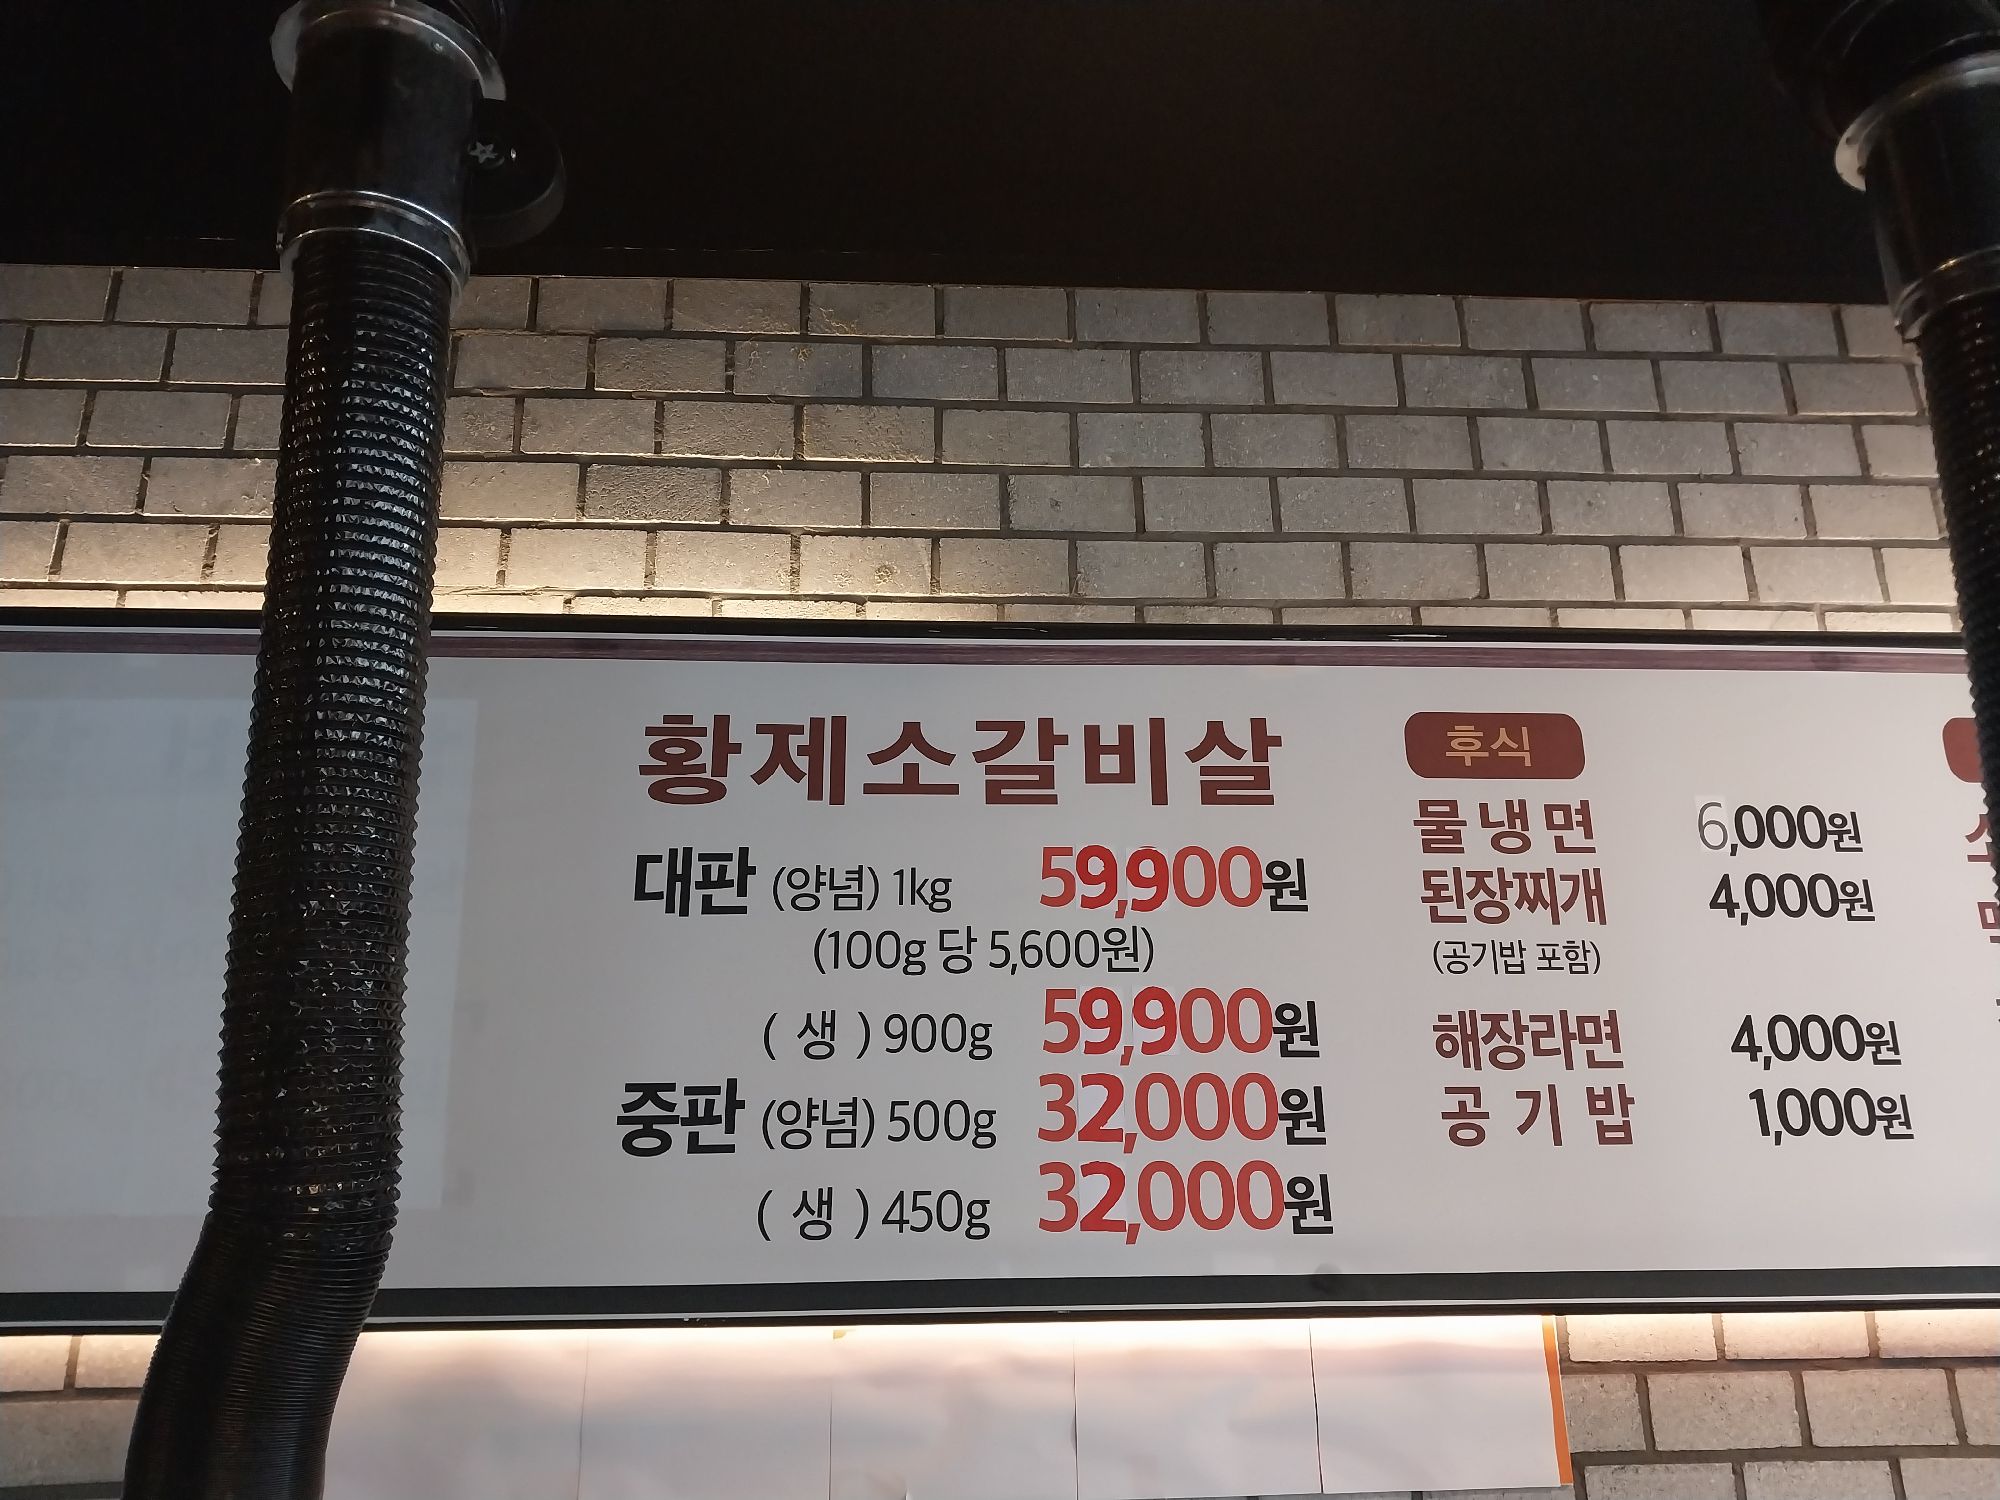 황제소갈비살
대판 (양념) 1kg 59,900원
(100g 당 5,600원)
( 생 ) 900g 59,900원
중판 (양념) 500g 32,000원
( 생 ) 450g 32,000원
후식
물냉면 6,000원
된장찌개 4,000원
(공기밥 포함)
해장라면 4,000원
공기밥 1,000원